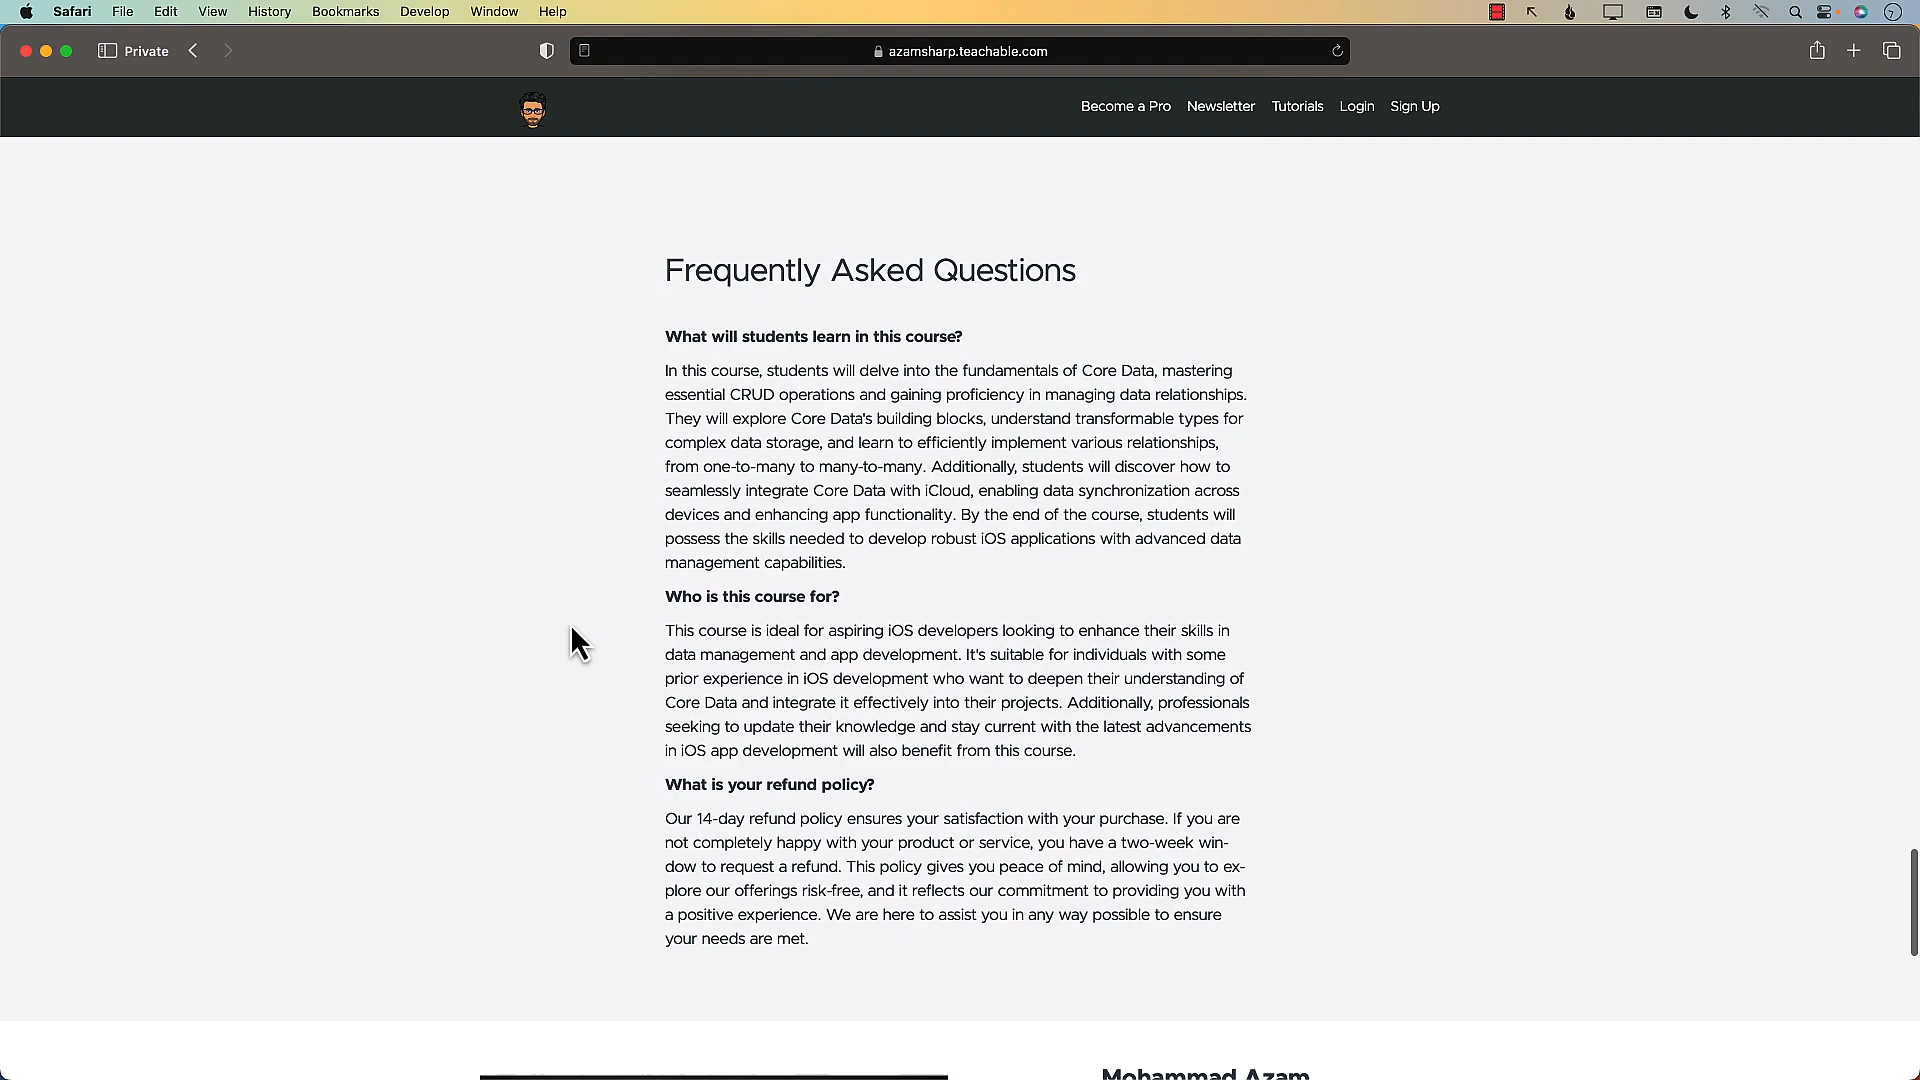 Safari File Edit View History Bookmarks Develop Window Help
Private
azamsharp.teachable.com
Become a Pro Newsletter Tutorials Login Sign Up
Frequently Asked Questions
What will students learn in this course?
In this course, students will delve into the fundamentals of Core Data, mastering
essential CRUD operations and gaining proficiency in managing data relationships.
They will explore Core Data's building blocks, understand transformable types for
complex data storage, and learn to efficiently implement various relationships,
from one-to-many to many-to-many. Additionally, students will discover how to
seamlessly integrate Core Data with iCloud, enabling data synchronization across
devices and enhancing app functionality. By the end of the course, students will
possess the skills needed to develop robust iOS applications with advanced data
management capabilities.
Who is this course for?
This course is ideal for aspiring iOS developers looking to enhance their skills in
data management and app development. It's suitable for individuals with some
prior experience in iOS development who want to deepen their understanding of
Core Data and integrate it effectively into their projects. Additionally, professionals
seeking to update their knowledge and stay current with the latest advancements
in iOS app development will also benefit from this course.
What is your refund policy?
Our 14-day refund policy ensures your satisfaction with your purchase. If you are
not completely happy with your product or service, you have a two-week win-
dow to request a refund. This policy gives you peace of mind, allowing you to ex-
plore our offerings risk-free, and it reflects our commitment to providing you with
a positive experience. We are here to assist you in any way possible to ensure
your needs are met.
Mohammad Azam